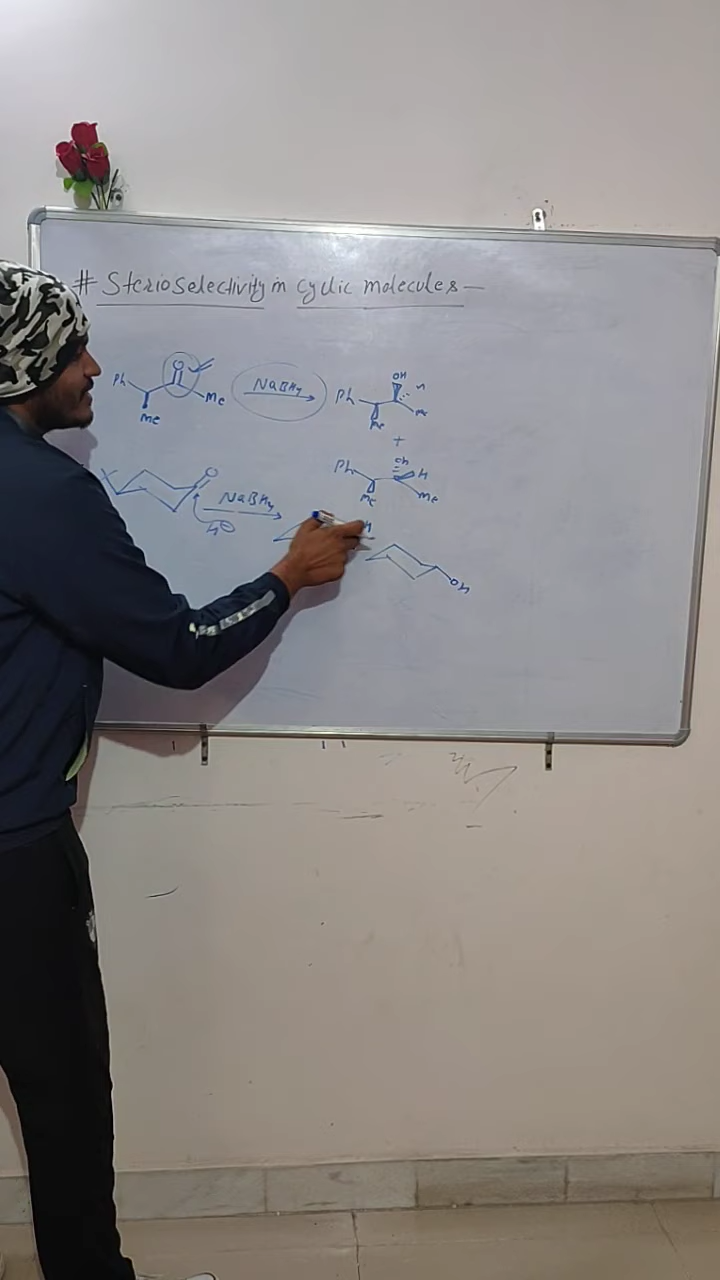 # Sterioselectivity in cyclic molecules —
Ph O Me Me
NaBH4
Ph OH H Me Me
+
Ph OH H Me Me
O NaBH4
H⊖
H
OH